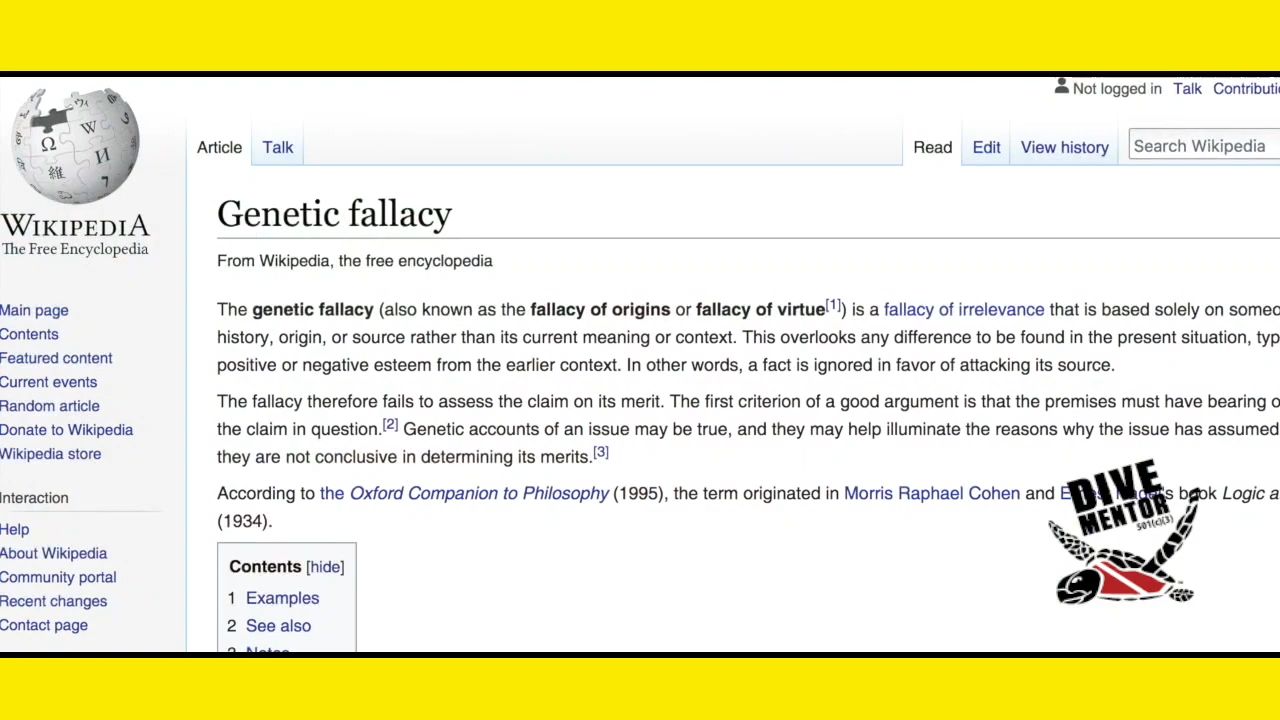 Not logged in Talk
Article Talk Read Edit View history Search Wikipedia
WIKIPEDIA
The Free Encyclopedia
Genetic fallacy
From Wikipedia, the free encyclopedia
The genetic fallacy (also known as the fallacy of origins or fallacy of virtue[1]) is a fallacy of irrelevance that is based solely on
history, origin, or source rather than its current meaning or context. This overlooks any difference to be found in the present situation,
positive or negative esteem from the earlier context. In other words, a fact is ignored in favor of attacking its source.
The fallacy therefore fails to assess the claim on its merit. The first criterion of a good argument is that the premises must have bearing
the claim in question.[2] Genetic accounts of an issue may be true, and they may help illuminate the reasons why the issue has assumed
they are not conclusive in determining its merits.[3]
According to the Oxford Companion to Philosophy (1995), the term originated in Morris Raphael Cohen and book Logic
(1934).
Contents [hide]
1 Examples
2 See also
Main page
Contents
Featured content
Current events
Random article
Donate to Wikipedia
Wikipedia store
Interaction
Help
About Wikipedia
Community portal
Recent changes
Contact page
DIVE
MENTOR
501(c)(3)